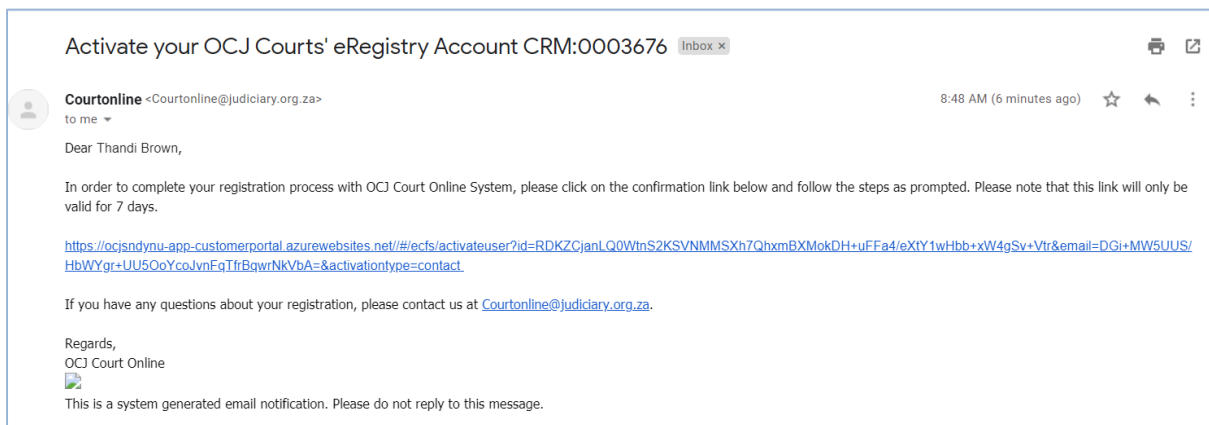 Activate your OCJ Courts' eRegistry Account CRM:0003676 Inbox ×
Courtonline <Courtonline@judiciary.org.za> 8:48 AM (6 minutes ago)
to me
Dear Thandi Brown,
In order to complete your registration process with OCJ Court Online System, please click on the confirmation link below and follow the steps as prompted. Please note that this link will only be
valid for 7 days.
https://ocjsndynu-app-customerportal.azurewebsites.net//#/ecfs/activateuser?id=RDKZCjanLQ0WtnS2KSVNMMSXh7QhxmBXMokDH+uFFa4/eXtY1wHbb+xW4gSv+Vtr&email=DGi+MW5UUS/
HbWYgr+UU5OoYcoJvnFqTfrBqwrNkVbA=&activationtype=contact
If you have any questions about your registration, please contact us at Courtonline@judiciary.org.za.
Regards,
OCJ Court Online
This is a system generated email notification. Please do not reply to this message.